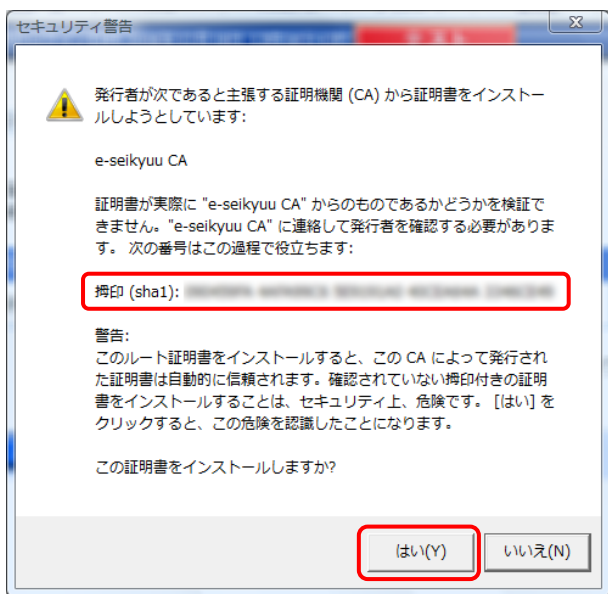 セキュリティ警告
発行者が次であると主張する証明機関 (CA) から証明書をインストー
ルしようとしています:
e-seikyuu CA
証明書が実際に "e-seikyuu CA" からのものであるかどうかを検証で
きません。"e-seikyuu CA" に連絡して発行者を確認する必要がありま
す。 次の番号はこの過程で役立ちます:
拇印 (sha1):
警告:
このルート証明書をインストールすると、この CA によって発行され
た証明書は自動的に信頼されます。確認されていない拇印付きの証明
書をインストールすることは、セキュリティ上、危険です。 [はい] を
クリックすると、この危険を認識したことになります。
この証明書をインストールしますか?
はい(Y)
いいえ(N)